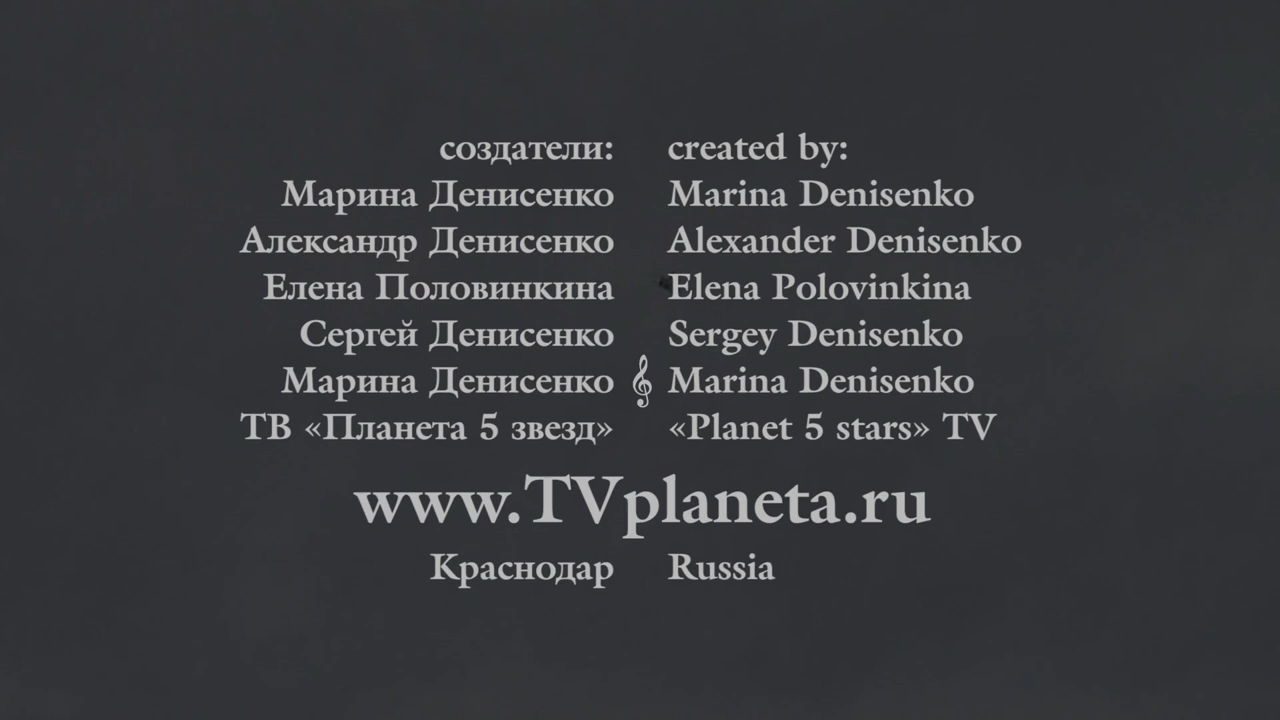 создатели: created by:
Марина Денисенко Marina Denisenko
Александр Денисенко Alexander Denisenko
Елена Половинкина Elena Polovinkina
Сергей Денисенко Sergey Denisenko
Марина Денисенко 𝄞 Marina Denisenko
ТВ «Планета 5 звезд» «Planet 5 stars» TV
www.TVplaneta.ru
Краснодар Russia